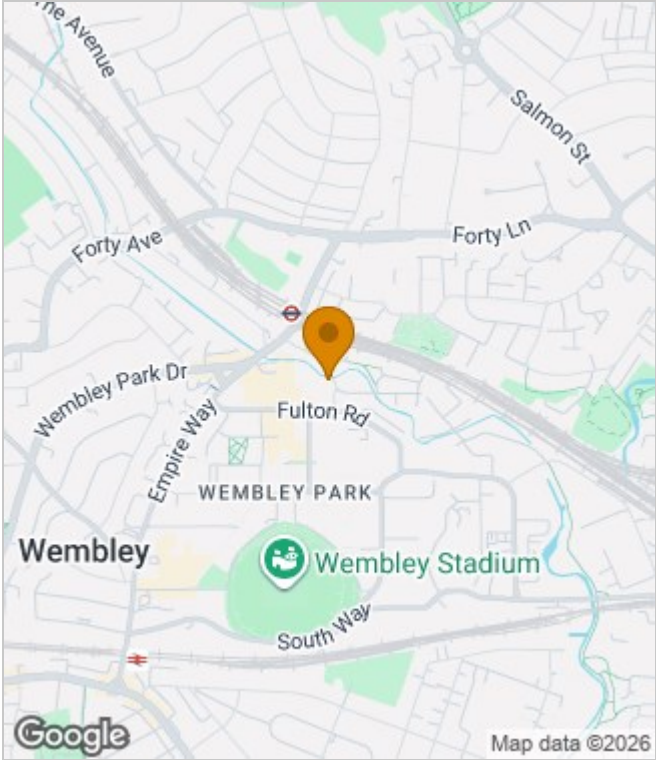 The Avenue
Salmon St
Forty Ave
Forty Ln
Wembley Park Dr
Fulton Rd
Empire Way
WEMBLEY PARK
Wembley
Wembley Stadium
South Way
Google
Map data ©2026